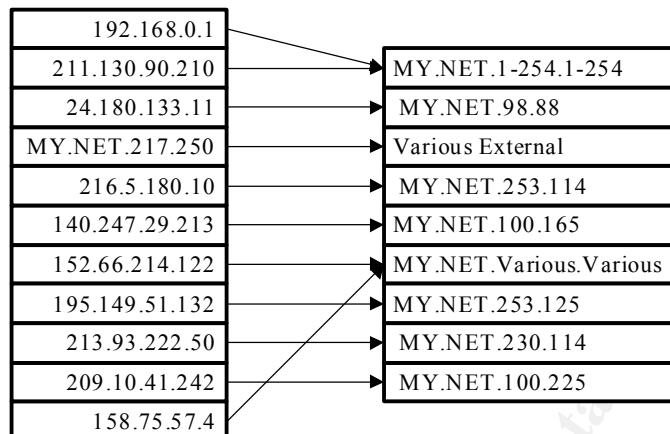 192.168.0.1
211.130.90.210
24.180.133.11
MY.NET.217.250
216.5.180.10
140.247.29.213
152.66.214.122
195.149.51.132
213.93.222.50
209.10.41.242
158.75.57.4
MY.NET.1-254.1-254
MY.NET.98.88
Various External
MY.NET.253.114
MY.NET.100.165
MY.NET.Various.Various
MY.NET.253.125
MY.NET.230.114
MY.NET.100.225